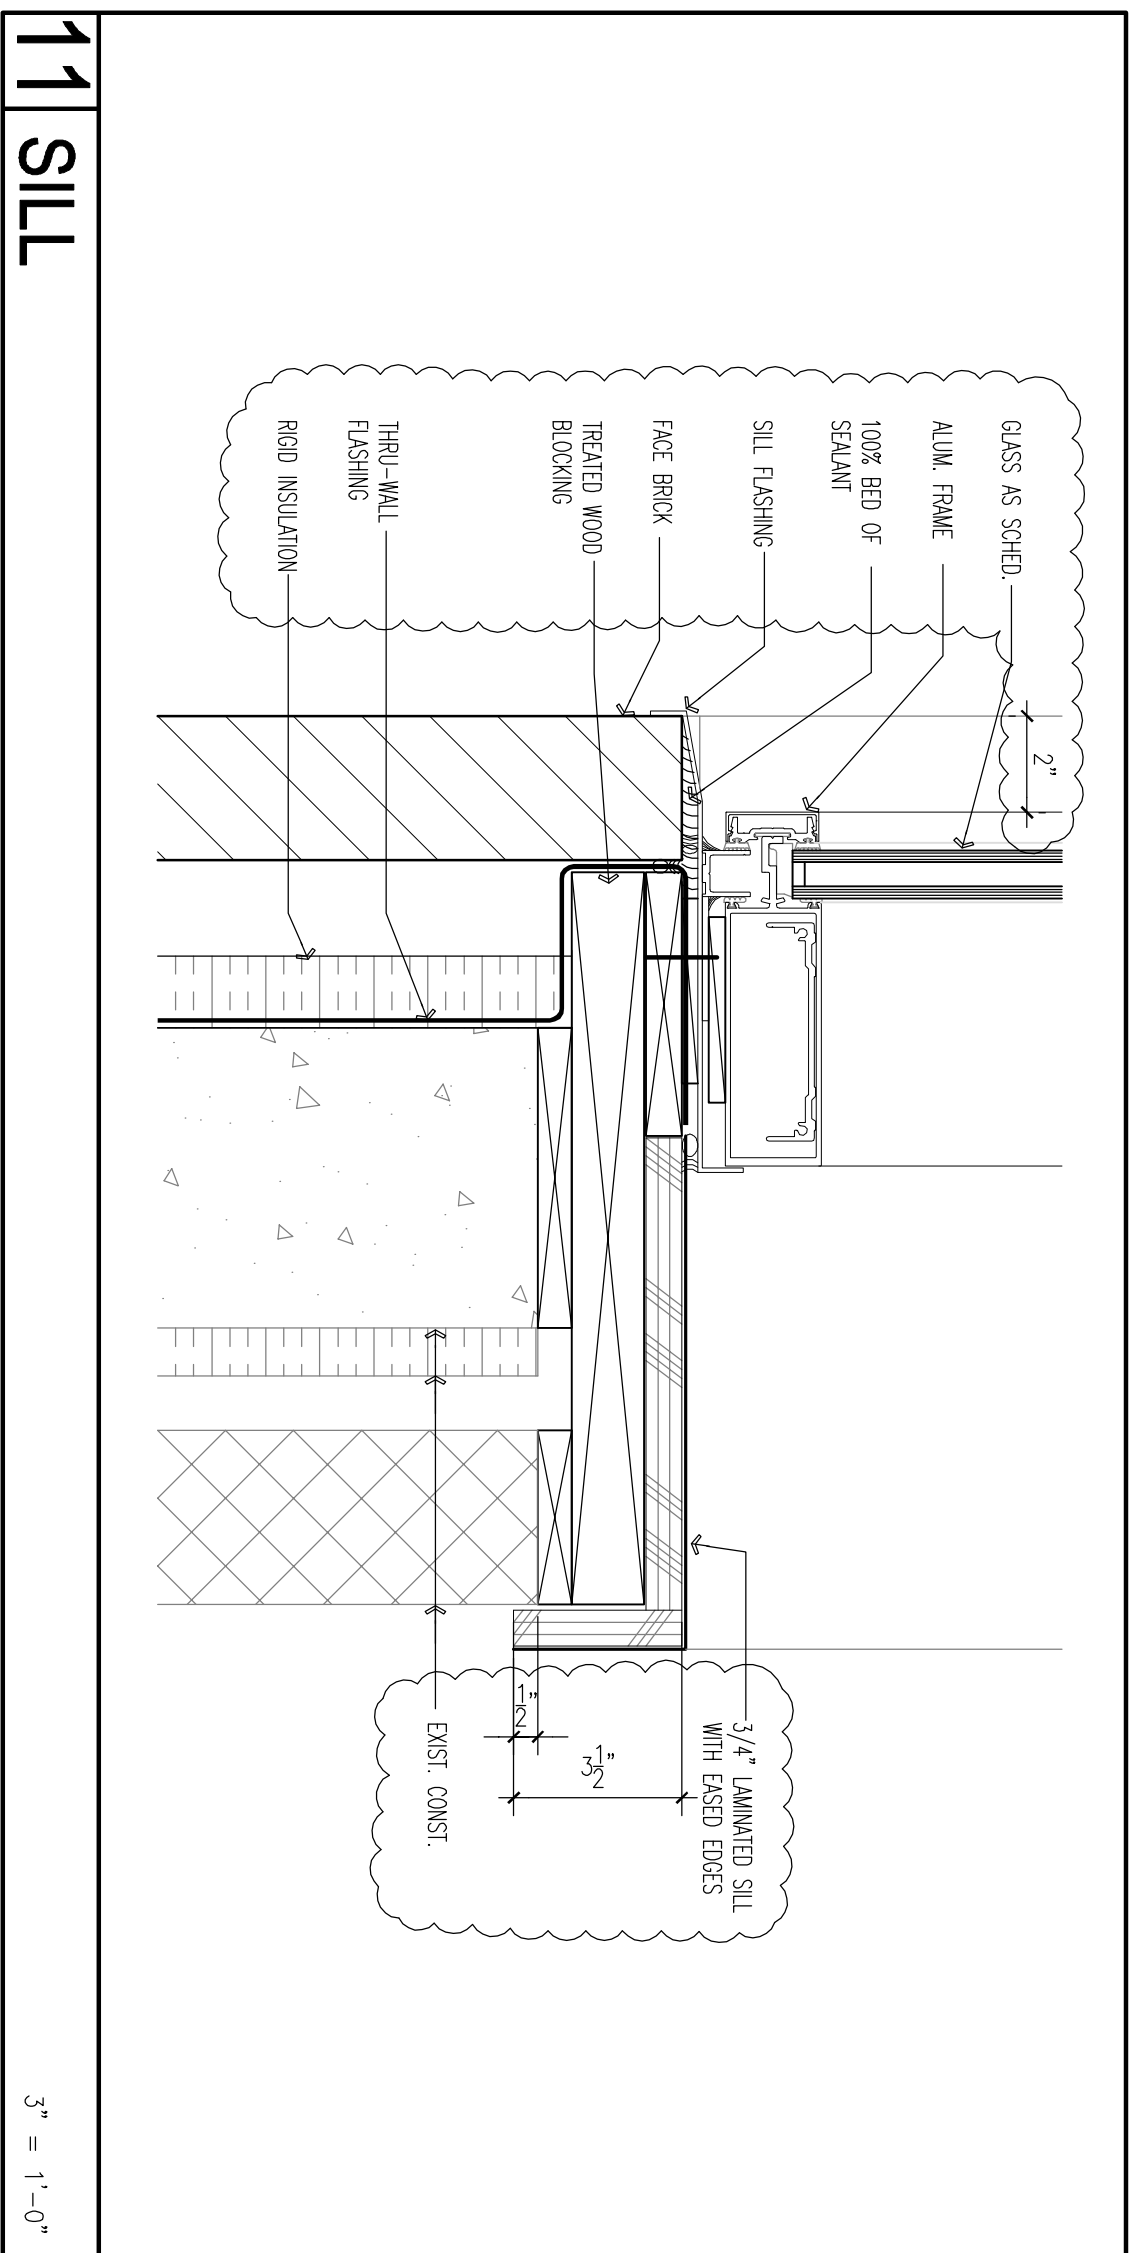 GLASS AS SCHED.
ALUM. FRAME
100% BED OF
SEALANT
SILL FLASHING
FACE BRICK
TREATED WOOD
BLOCKING
THRU-WALL
FLASHING
RIGID INSULATION
2"
3/4" LAMINATED SILL
WITH EASED EDGES
3 1/2"
1/2"
EXIST. CONST.
11 SILL
3" = 1'-0"